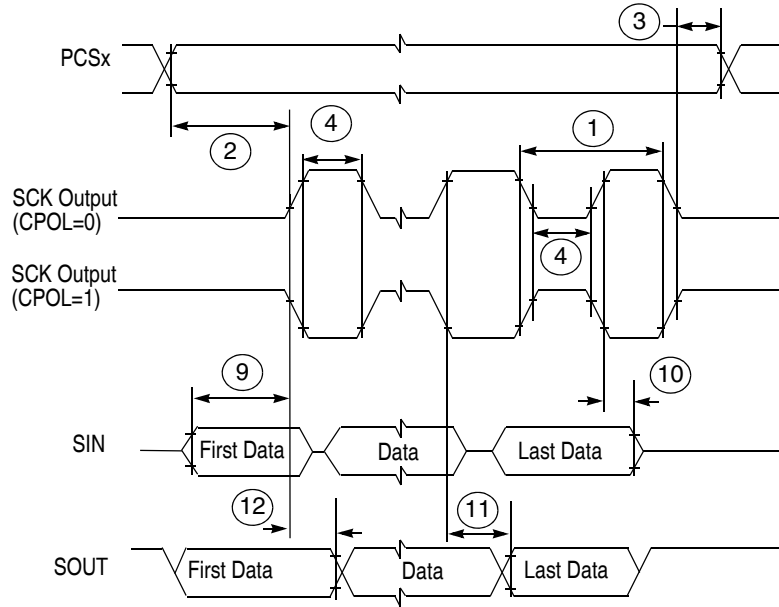 3
PCSx
2
4
1
SCK Output
(CPOL=0)
4
SCK Output
(CPOL=1)
9
10
SIN
First Data
Data
Last Data
12
11
SOUT
First Data
Data
Last Data